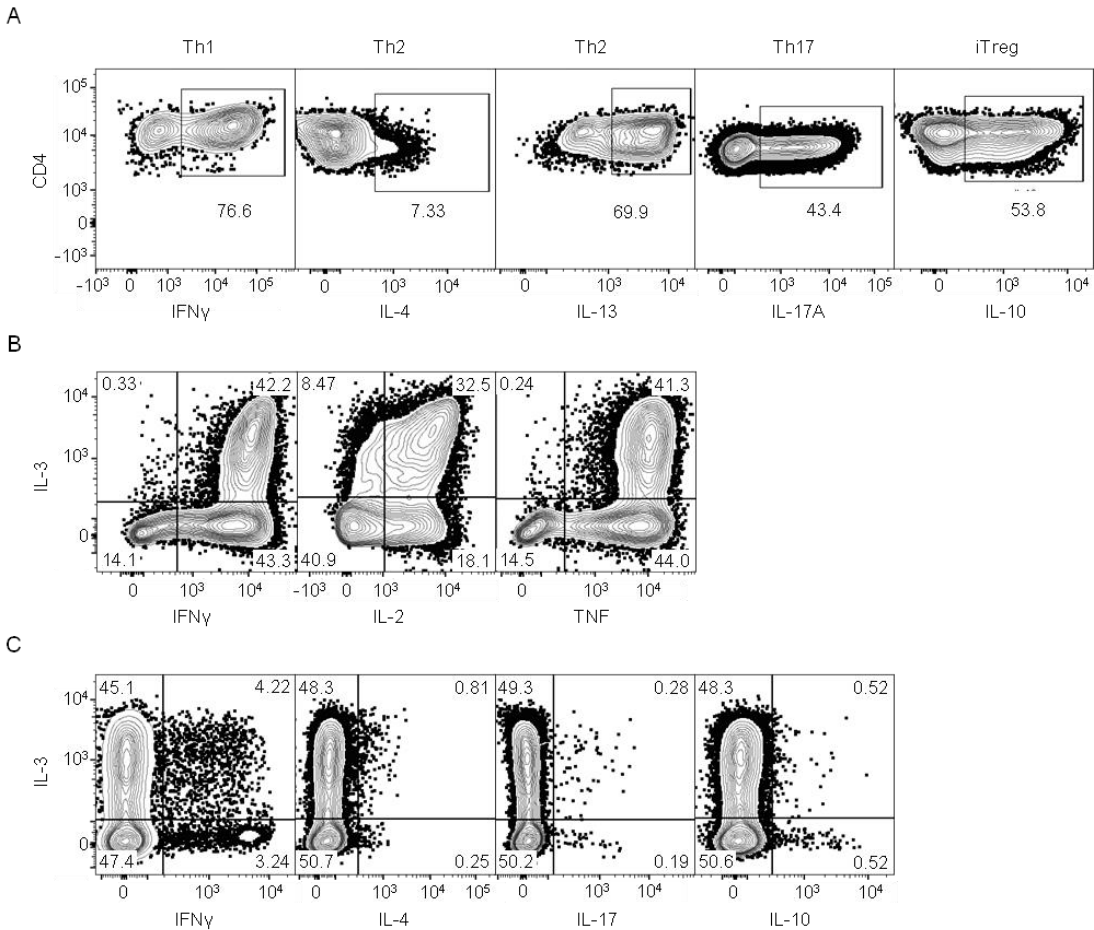 A
Th1 Th2 Th2 Th17 iTreg
CD4
10⁵
10⁴
10³
0
-10³
76.6 7.33 69.9 43.4 53.8
-10³ 0 10³ 10⁴ 10⁵ 0 10³ 10⁴ 0 10³ 10⁴ 0 10³ 10⁴ 10⁵ 0 10³ 10⁴
IFNγ IL-4 IL-13 IL-17A IL-10
B
IL-3
10⁴
10³
0
0.33 42.2 8.47 32.5 0.24 41.3
14.1 43.3 40.9 18.1 14.5 44.0
0 10³ 10⁴ -10³ 0 10³ 10⁴ 0 10³ 10⁴
IFNγ IL-2 TNF
C
IL-3
10⁴
10³
0
45.1 4.22 48.3 0.81 49.3 0.28 48.3 0.52
47.4 3.24 50.7 0.25 50.2 0.19 50.6 0.52
0 10³ 10⁴ 0 10³ 10⁴ 0 10³ 10⁴ 0 10³ 10⁴
IFNγ IL-4 IL-17 IL-10